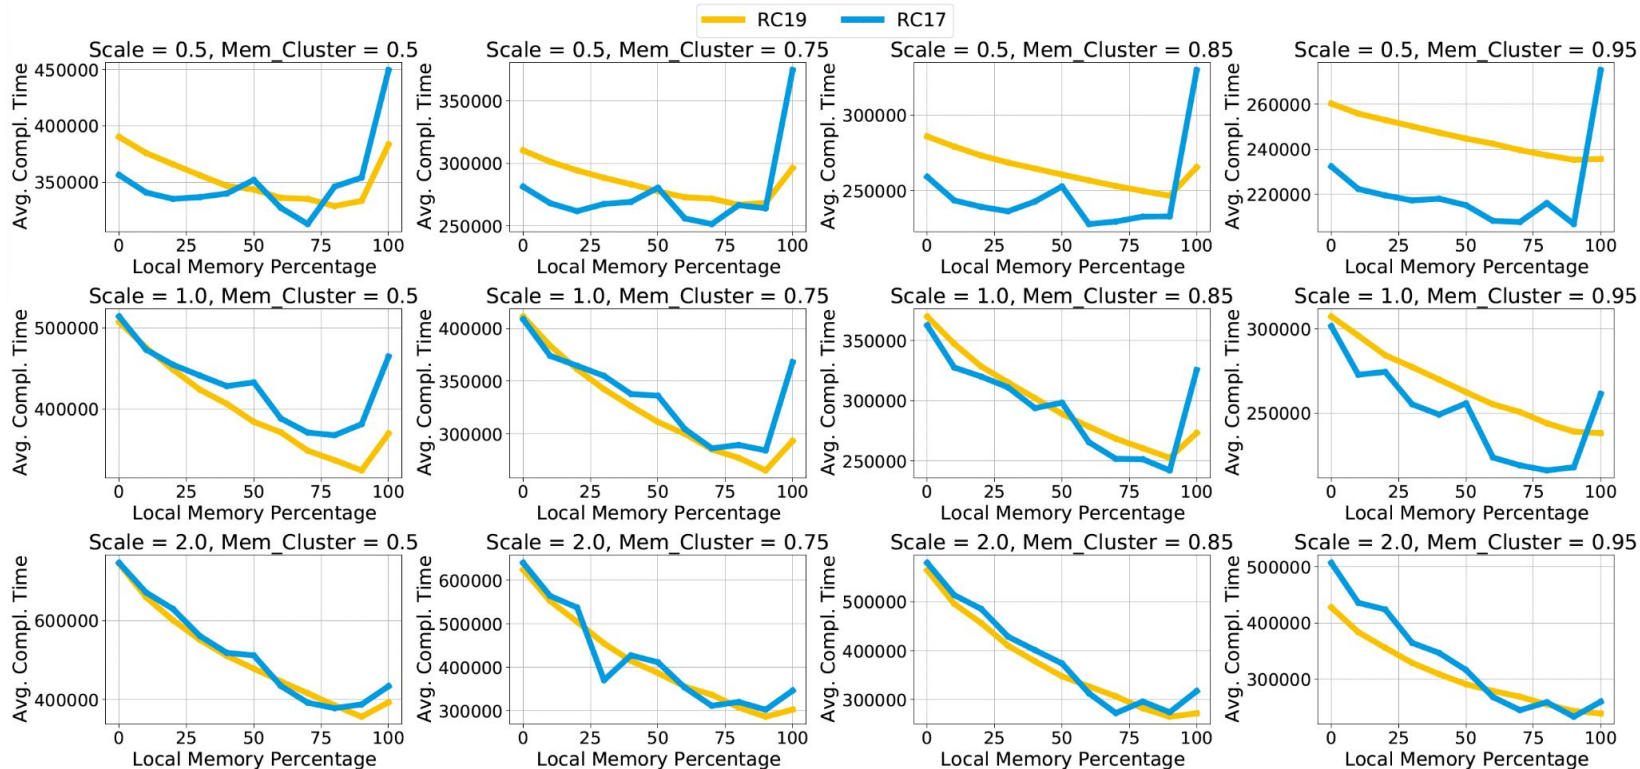 RC19 RC17
Scale = 0.5, Mem_Cluster = 0.5
Avg. Compl. Time
450000
400000
350000
0 25 50 75 100
Local Memory Percentage
Scale = 0.5, Mem_Cluster = 0.75
Avg. Compl. Time
350000
300000
250000
0 25 50 75 100
Local Memory Percentage
Scale = 0.5, Mem_Cluster = 0.85
Avg. Compl. Time
300000
250000
0 25 50 75 100
Local Memory Percentage
Scale = 0.5, Mem_Cluster = 0.95
Avg. Compl. Time
260000
240000
220000
0 25 50 75 100
Local Memory Percentage
Scale = 1.0, Mem_Cluster = 0.5
Avg. Compl. Time
500000
400000
0 25 50 75 100
Local Memory Percentage
Scale = 1.0, Mem_Cluster = 0.75
Avg. Compl. Time
400000
350000
300000
0 25 50 75 100
Local Memory Percentage
Scale = 1.0, Mem_Cluster = 0.85
Avg. Compl. Time
350000
300000
250000
0 25 50 75 100
Local Memory Percentage
Scale = 1.0, Mem_Cluster = 0.95
Avg. Compl. Time
300000
250000
0 25 50 75 100
Local Memory Percentage
Scale = 2.0, Mem_Cluster = 0.5
Avg. Compl. Time
600000
400000
0 25 50 75 100
Local Memory Percentage
Scale = 2.0, Mem_Cluster = 0.75
Avg. Compl. Time
600000
500000
400000
300000
0 25 50 75 100
Local Memory Percentage
Scale = 2.0, Mem_Cluster = 0.85
Avg. Compl. Time
500000
400000
300000
0 25 50 75 100
Local Memory Percentage
Scale = 2.0, Mem_Cluster = 0.95
Avg. Compl. Time
500000
400000
300000
0 25 50 75 100
Local Memory Percentage